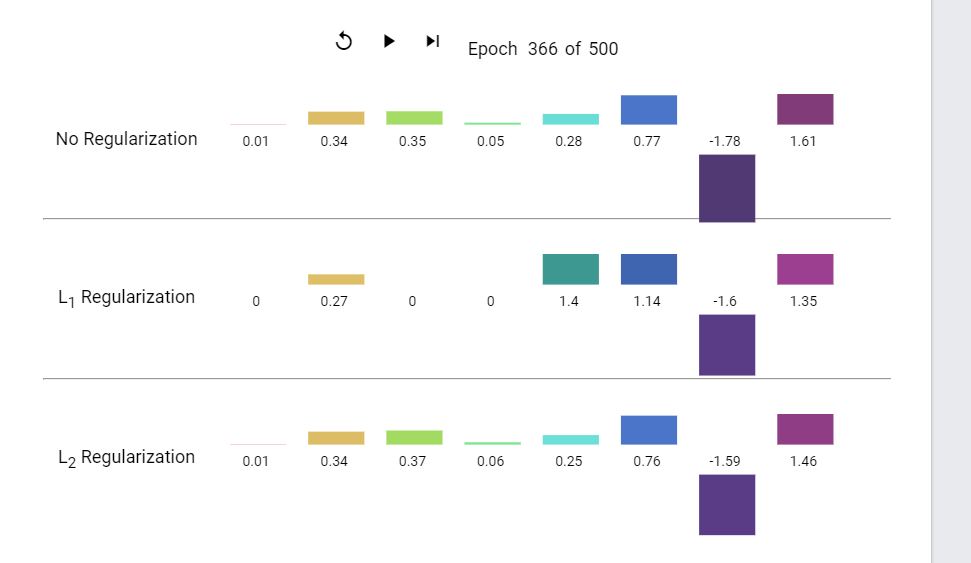 Epoch 366 of 500
No Regularization 0.01 0.34 0.35 0.05 0.28 0.77 -1.78 1.61
L1 Regularization 0 0.27 0 0 1.4 1.14 -1.6 1.35
L2 Regularization 0.01 0.34 0.37 0.06 0.25 0.76 -1.59 1.46